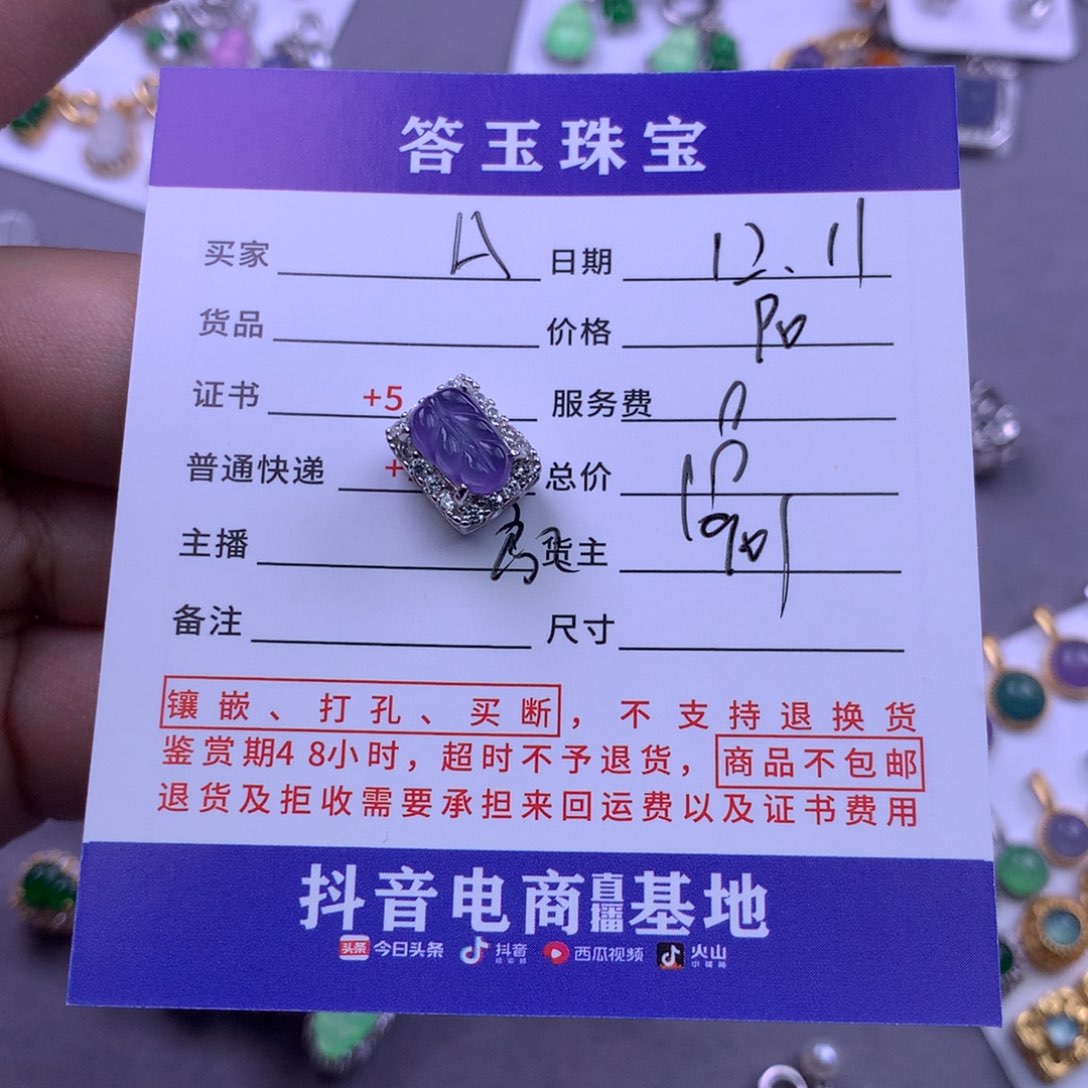 答玉珠宝
买家 日期 12.11
货品 价格
证书 +5 服务费
普通快递 + 总价
主播 货主
备注 尺寸
镶嵌、打孔、买断，不支持退换货
鉴赏期48小时，超时不予退货，商品不包邮
退货及拒收需要承担来回运费以及证书费用
抖音电商直播基地
头条 今日头条 抖音 西瓜视频 火山